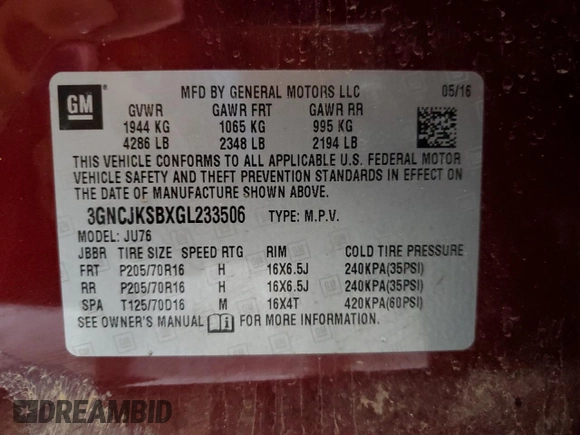 GM
MFD BY GENERAL MOTORS LLC 05/16
GVWR GAWR FRT GAWR RR
1944 KG 1065 KG 995 KG
4286 LB 2348 LB 2194 LB
THIS VEHICLE CONFORMS TO ALL APPLICABLE U.S. FEDERAL MOTOR
VEHICLE SAFETY AND THEFT PREVENTION STANDARDS IN EFFECT ON
THE DATE OF MANUFACTURE SHOWN ABOVE.
3GNCJKSBXGL233506 TYPE: M.P.V.
MODEL: JU76
JBBR TIRE SIZE SPEED RTG RIM COLD TIRE PRESSURE
FRT P205/70R16 H 16X6.5J 240KPA(35PSI)
RR P205/70R16 H 16X6.5J 240KPA(35PSI)
SPA T125/70D16 M 16X4T 420KPA(60PSI)
SEE OWNER'S MANUAL FOR MORE INFORMATION.
DREAMBID